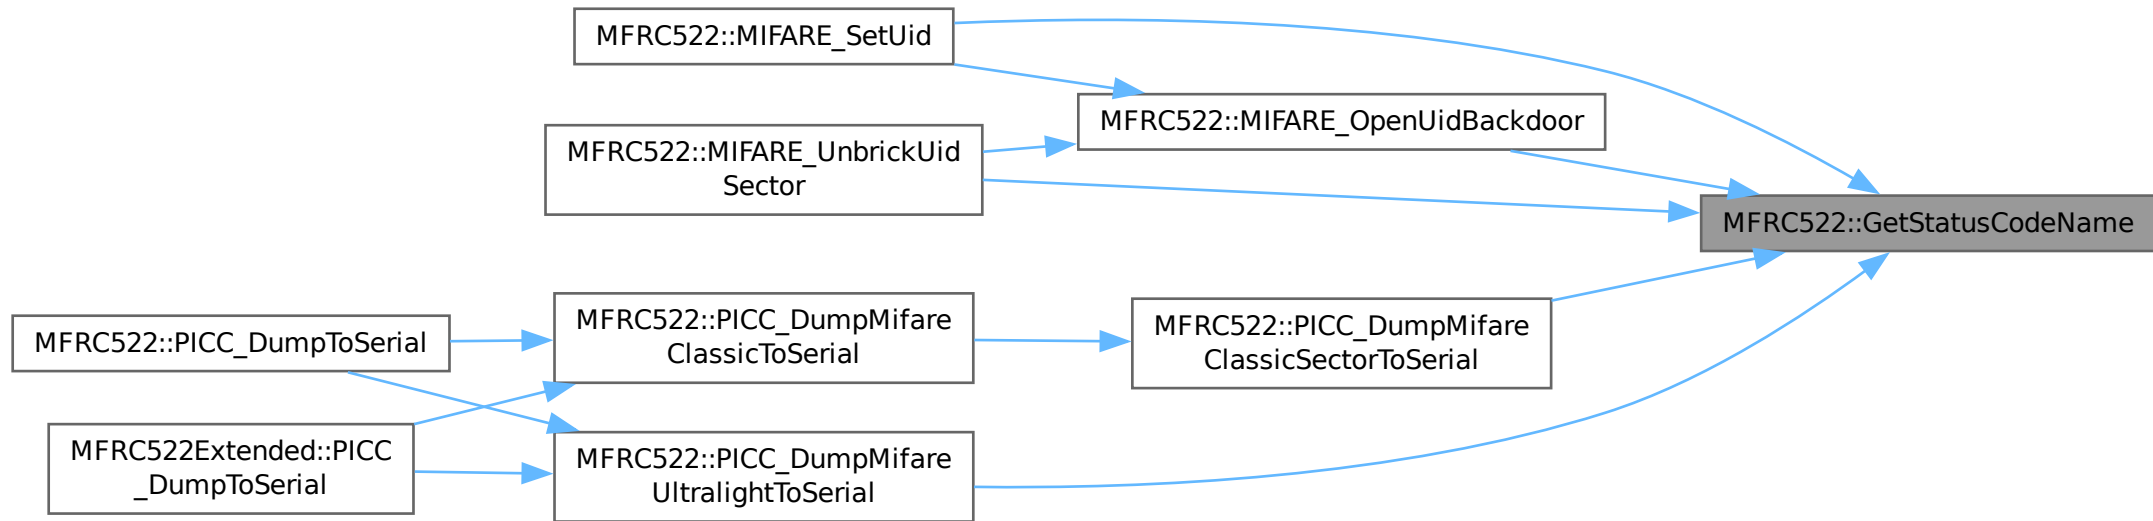 MFRC522::MIFARE_SetUid
MFRC522::MIFARE_OpenUidBackdoor
MFRC522::MIFARE_UnbrickUid
Sector
MFRC522::GetStatusCodeName
MFRC522::PICC_DumpToSerial
MFRC522::PICC_DumpMifare
ClassicToSerial
MFRC522::PICC_DumpMifare
ClassicSectorToSerial
MFRC522Extended::PICC
_DumpToSerial
MFRC522::PICC_DumpMifare
UltralightToSerial